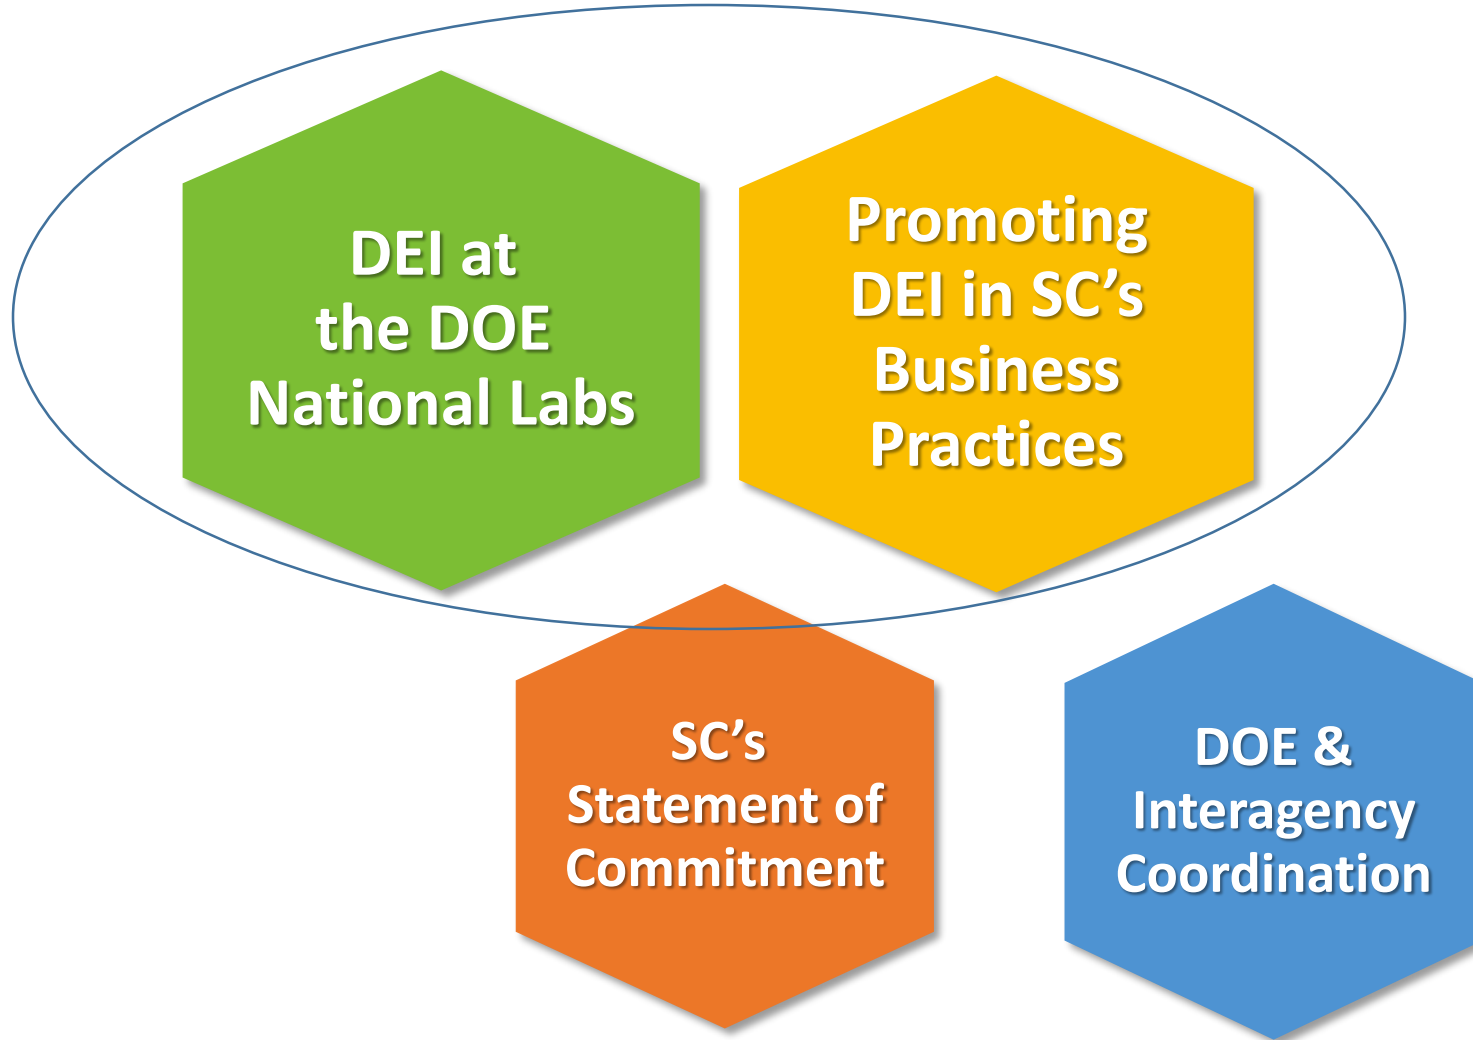 DEI at
the DOE
National Labs
Promoting
DEI in SC’s
Business
Practices
SC’s
Statement of
Commitment
DOE &
Interagency
Coordination